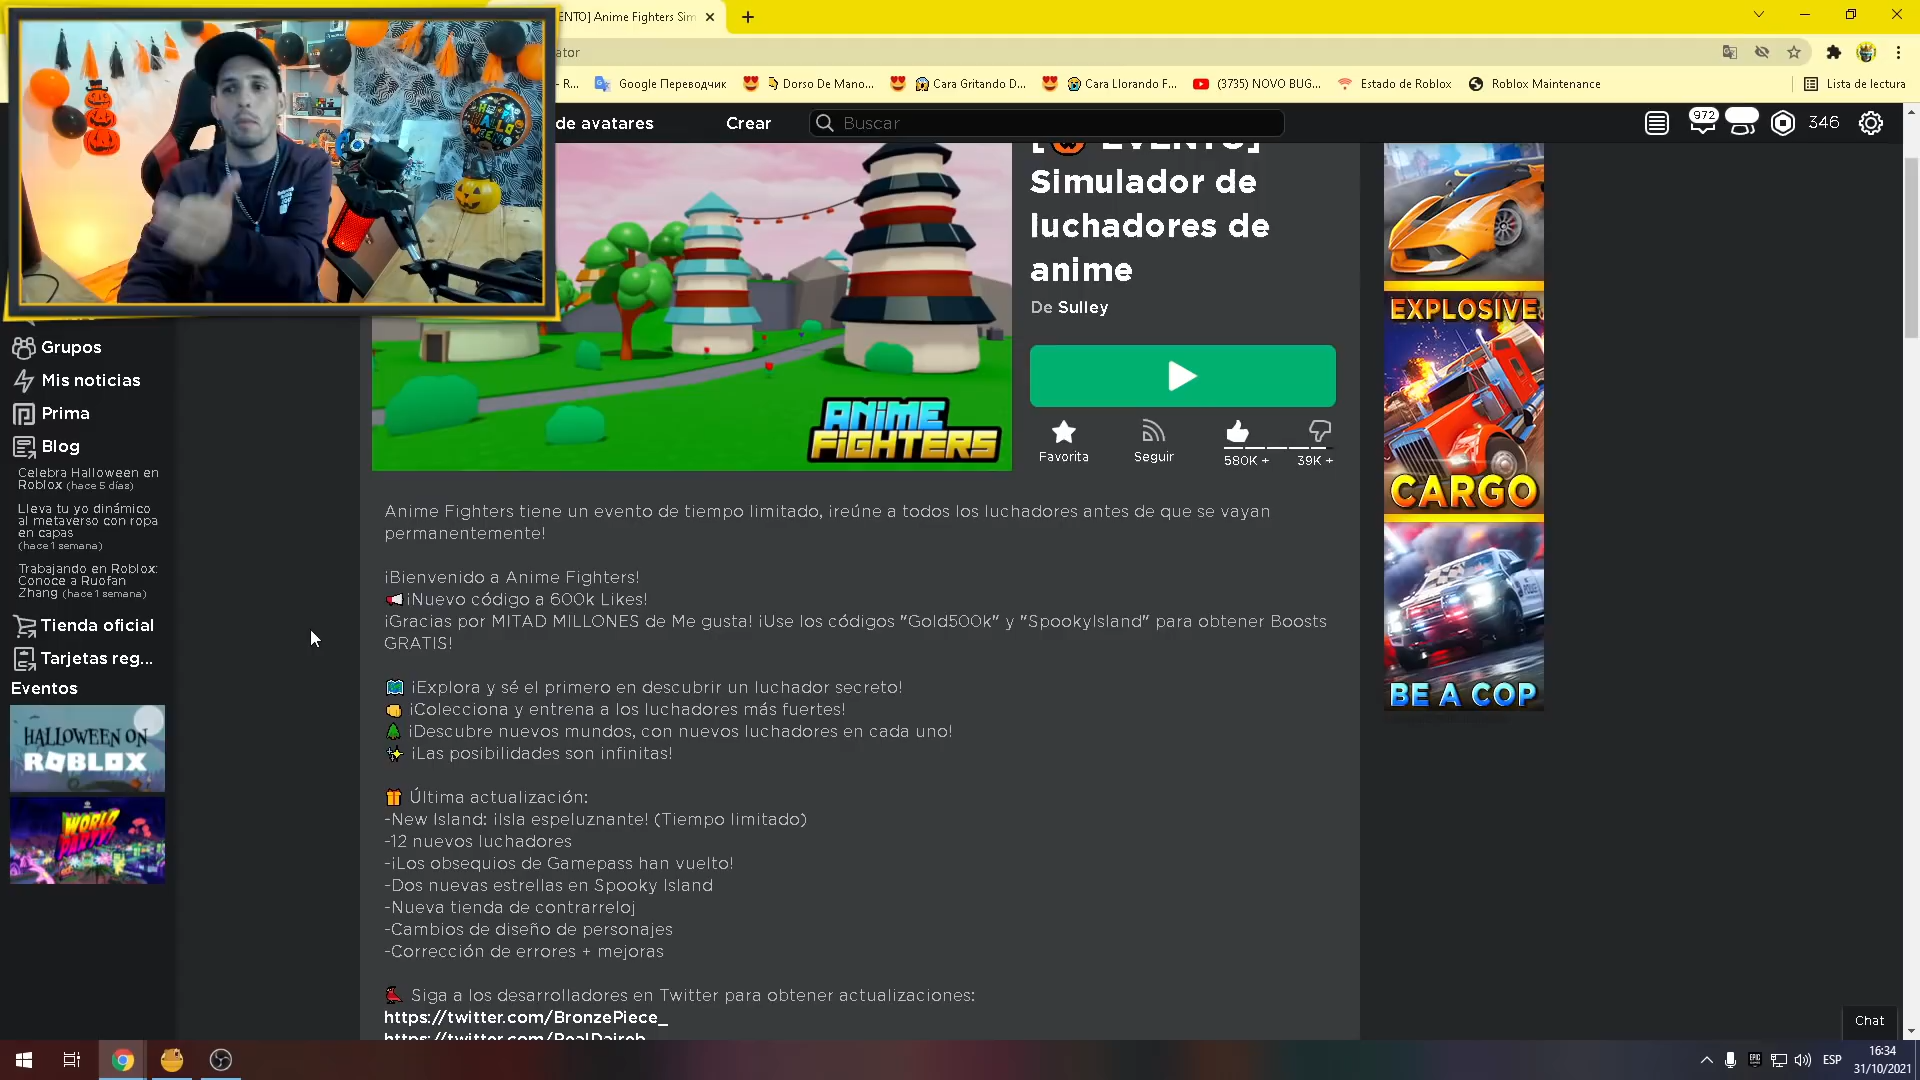 ENTO] Anime Fighters Sim
ator
- R...
Google Переводчик
Dorso De Mano...
Cara Gritando D...
Cara Llorando F...
(3735) NOVO BUG...
Estado de Roblox
Roblox Maintenance
Lista de lectura
de avatares
Crear
Buscar
972
346
[🎃 EVENTO]
Simulador de
luchadores de
anime
De Sulley
Favorita
Seguir
580K +
39K +
ANiME
FiGHTERS
EXPLOSIVE
CARGO
BE A COP
Grupos
Mis noticias
Prima
Blog
Celebra Halloween en
Roblox (hace 5 días)
Lleva tu yo dinámico
al metaverso con ropa
en capas
(hace 1 semana)
Trabajando en Roblox:
Conoce a Ruofan
Zhang (hace 1 semana)
Tienda oficial
Tarjetas reg...
Eventos
HALLOWEEN ON
ROBLOX
WORLD
PARTY
Anime Fighters tiene un evento de tiempo limitado, ¡reúne a todos los luchadores antes de que se vayan
permanentemente!
¡Bienvenido a Anime Fighters!
📢¡Nuevo código a 600k Likes!
¡Gracias por MITAD MILLONES de Me gusta! ¡Use los códigos "Gold500k" y "SpookyIsland" para obtener Boosts
GRATIS!
🗺️ ¡Explora y sé el primero en descubrir un luchador secreto!
👊 ¡Colecciona y entrena a los luchadores más fuertes!
🌲 ¡Descubre nuevos mundos, con nuevos luchadores en cada uno!
✨ ¡Las posibilidades son infinitas!
🎁 Última actualización:
-New Island: ¡Isla espeluznante! (Tiempo limitado)
-12 nuevos luchadores
-¡Los obsequios de Gamepass han vuelto!
-Dos nuevas estrellas en Spooky Island
-Nueva tienda de contrarreloj
-Cambios de diseño de personajes
-Corrección de errores + mejoras
🐦 Siga a los desarrolladores en Twitter para obtener actualizaciones:
https://twitter.com/BronzePiece_
https://twitter.com/RealDaireb
Chat
ESP
16:34
31/10/2021